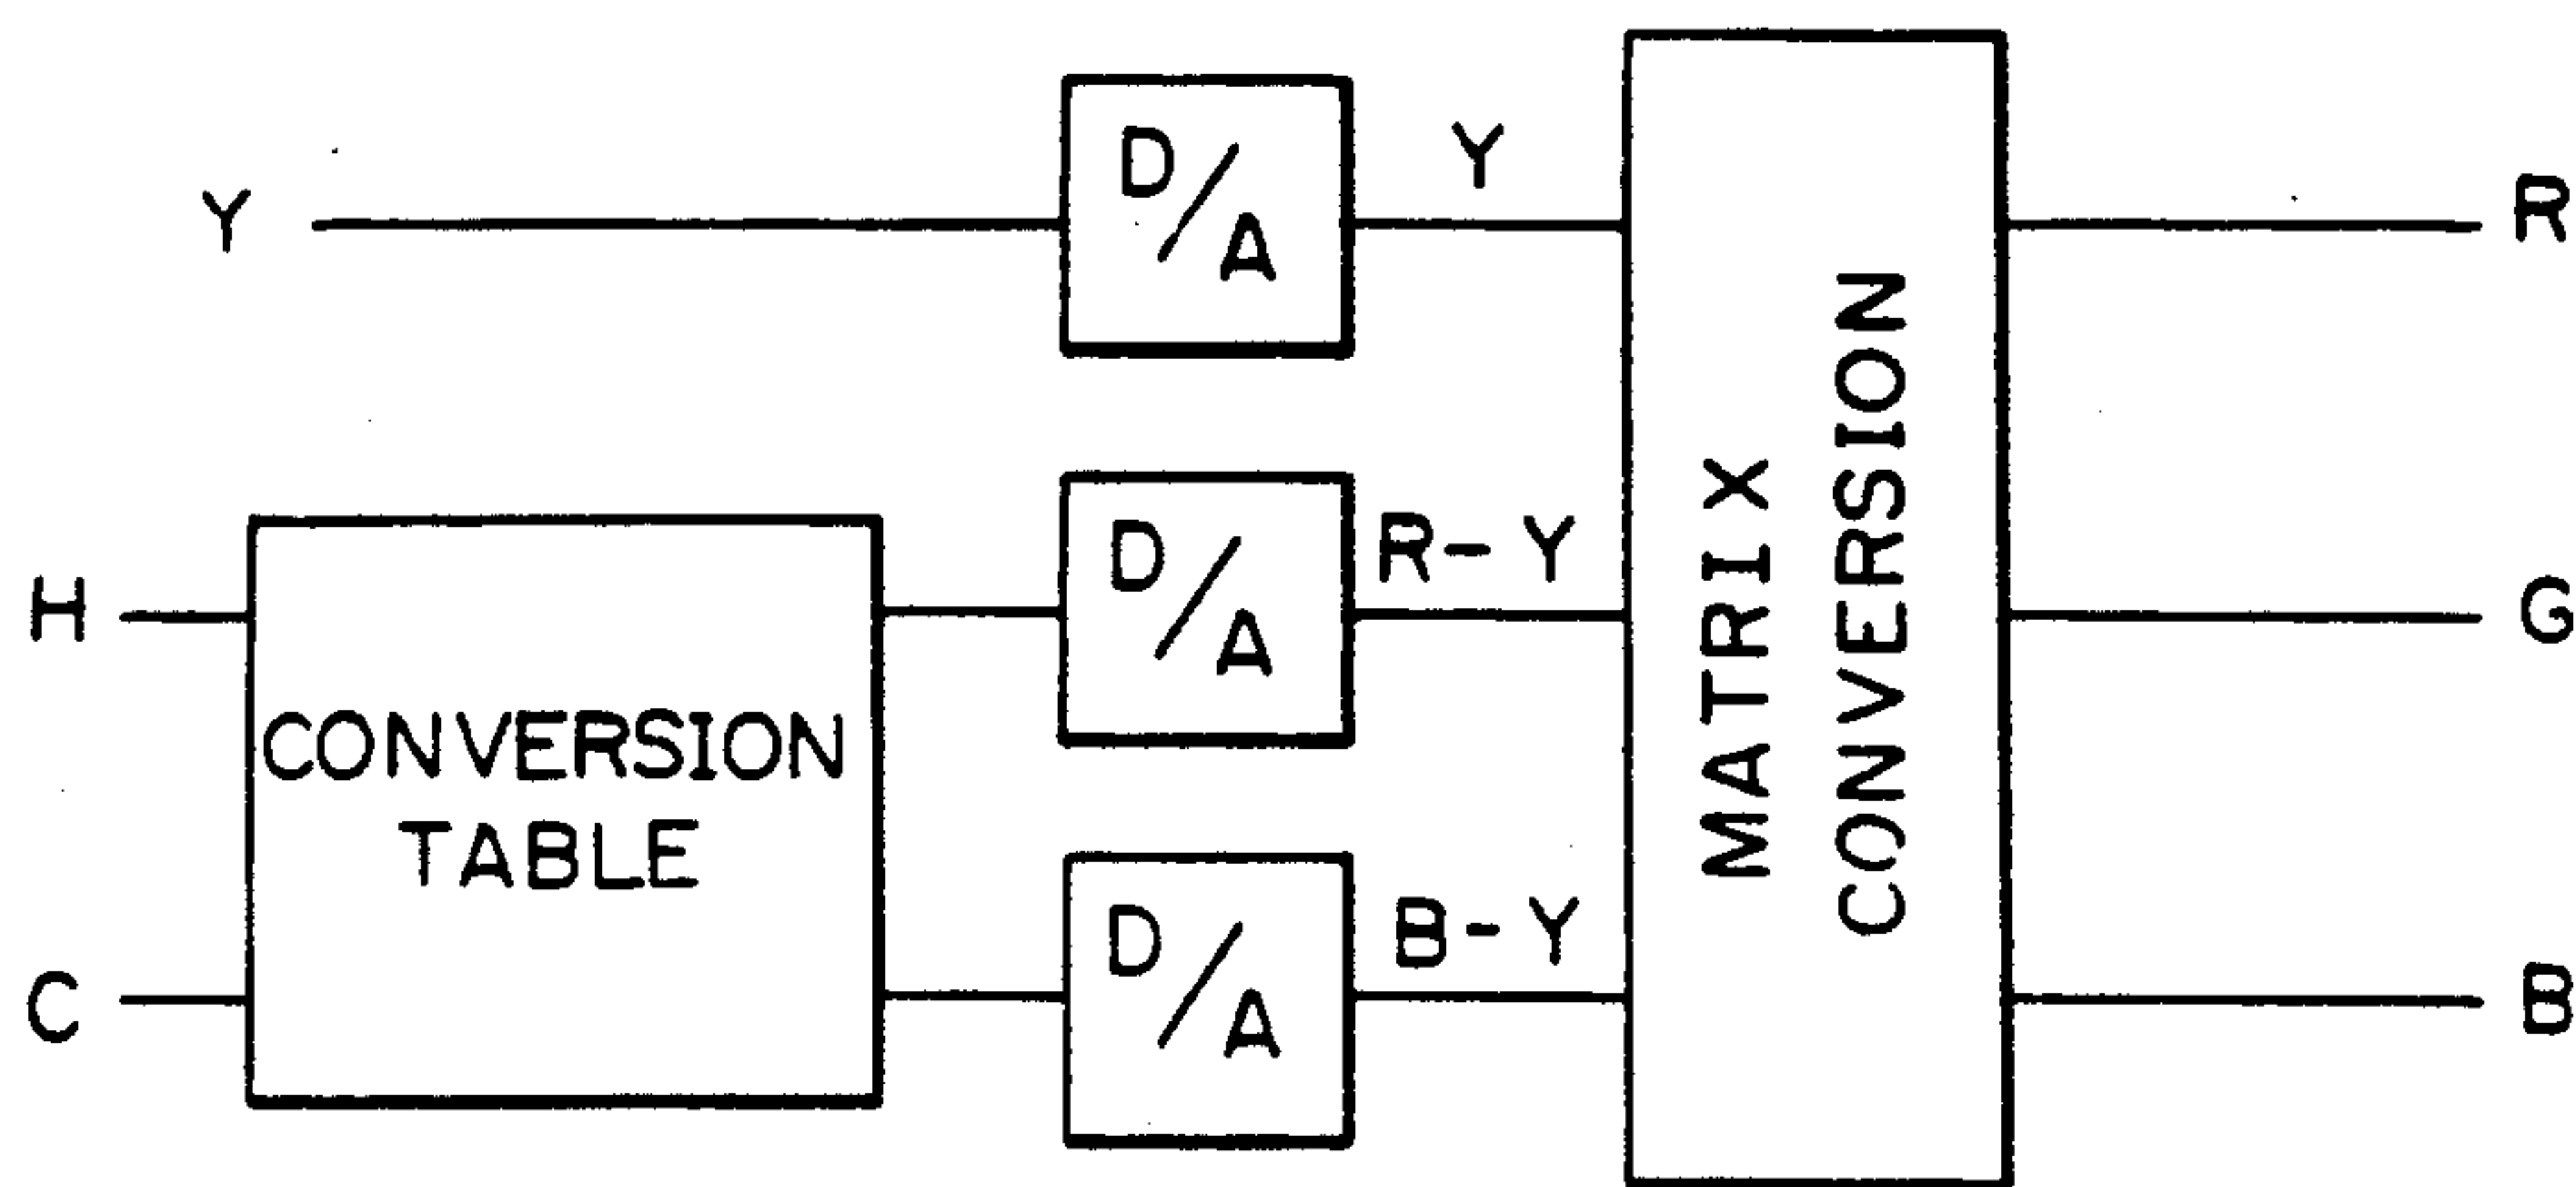 Y
D/A
Y
R
H
CONVERSION
TABLE
D/A
R-Y
MATRIX
CONVERSION
G
C
D/A
B-Y
B